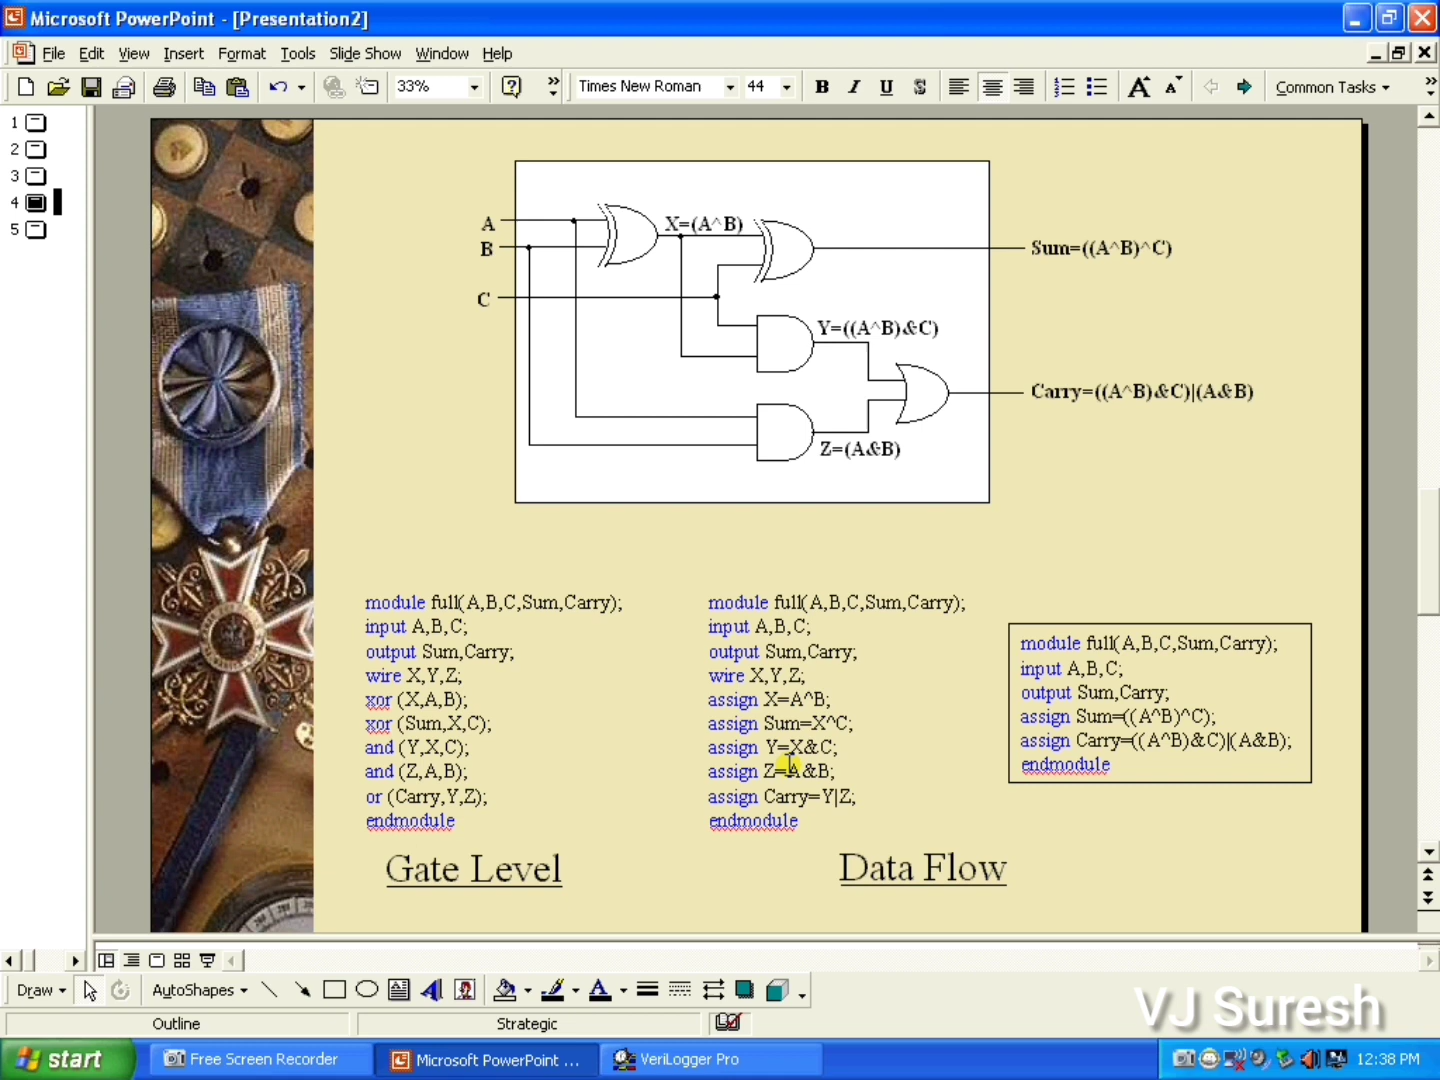 Microsoft PowerPoint - [Presentation2]
File Edit View Insert Format Tools Slide Show Window Help
33% Times New Roman 44 B I U S A A Common Tasks
1
2
3
4
5
A
B
C
X=(A^B)
Sum=((A^B)^C)
Y=((A^B)&C)
Carry=((A^B)&C)|(A&B)
Z=(A&B)
module full(A,B,C,Sum,Carry);
input A,B,C;
output Sum,Carry;
wire X,Y,Z;
xor (X,A,B);
xor (Sum,X,C);
and (Y,X,C);
and (Z,A,B);
or (Carry,Y,Z);
endmodule
Gate Level
module full(A,B,C,Sum,Carry);
input A,B,C;
output Sum,Carry;
wire X,Y,Z;
assign X=A^B;
assign Sum=X^C;
assign Y=X&C;
assign Z=A&B;
assign Carry=Y|Z;
endmodule
Data Flow
module full(A,B,C,Sum,Carry);
input A,B,C;
output Sum,Carry;
assign Sum=((A^B)^C);
assign Carry=((A^B)&C)|(A&B);
endmodule
Draw AutoShapes A A
VJ Suresh
Outline Strategic
start Free Screen Recorder Microsoft PowerPoint ... VeriLogger Pro 12:38 PM